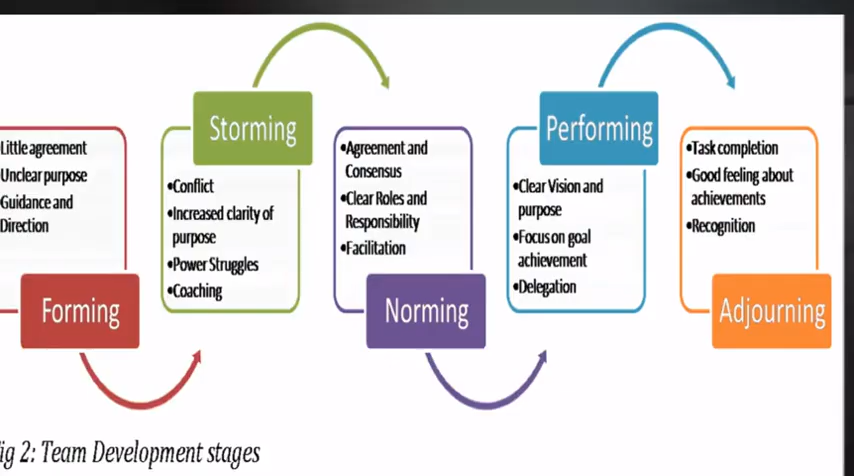 Little agreement
Unclear purpose
Guidance and
Direction
Forming
Storming
•Conflict
•Increased clarity of
purpose
•Power Struggles
•Coaching
•Agreement and
Consensus
•Clear Roles and
Responsibility
•Facilitation
Norming
Performing
•Clear Vision and
purpose
•Focus on goal
achievement
•Delegation
•Task completion
•Good feeling about
achievements
•Recognition
Adjourning
ig 2: Team Development stages